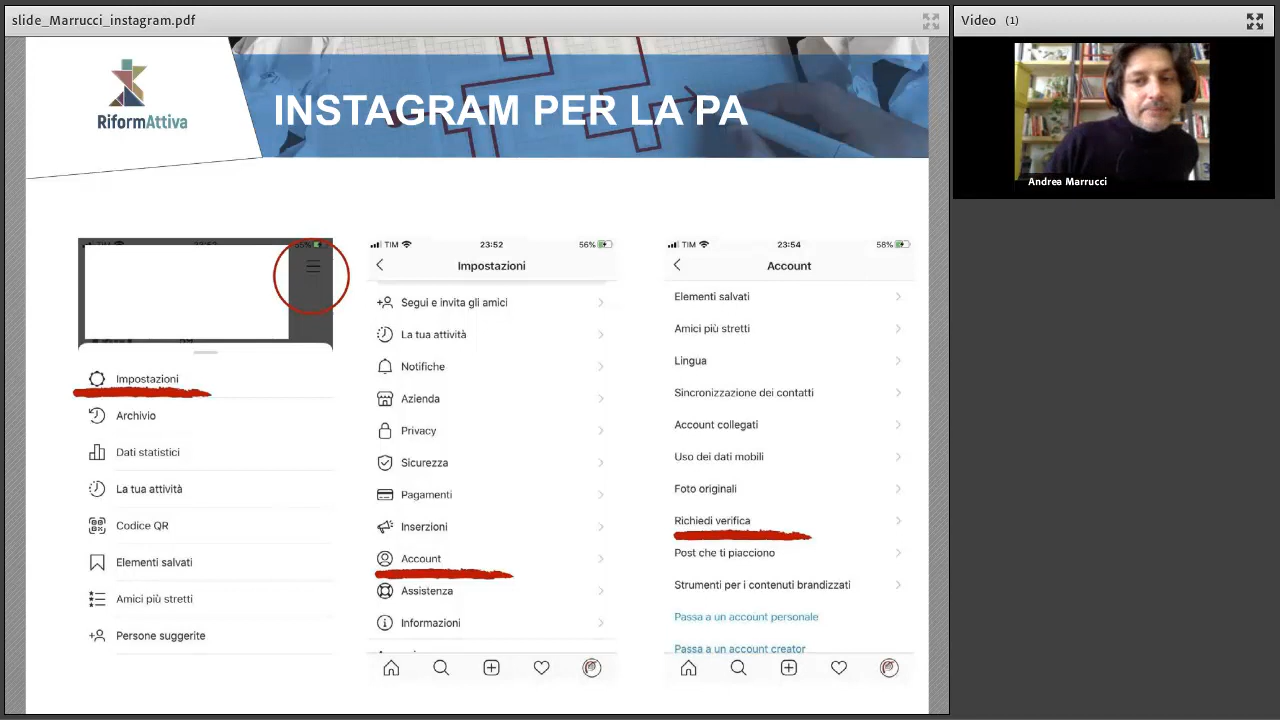 slide_Marrucci_instagram.pdf
Video (1)
RiformAttiva
INSTAGRAM PER LA PA
Andrea Marrucci
Impostazioni
Archivio
Dati statistici
La tua attività
Codice QR
Elementi salvati
Amici più stretti
Persone suggerite
TIM 23:52 56%
Impostazioni
Segui e invita gli amici
La tua attività
Notifiche
Azienda
Privacy
Sicurezza
Pagamenti
Inserzioni
Account
Assistenza
Informazioni
TIM 23:54 58%
Account
Elementi salvati
Amici più stretti
Lingua
Sincronizzazione dei contatti
Account collegati
Uso dei dati mobili
Foto originali
Richiedi verifica
Post che ti piacciono
Strumenti per i contenuti brandizzati
Passa a un account personale
Passa a un account creator